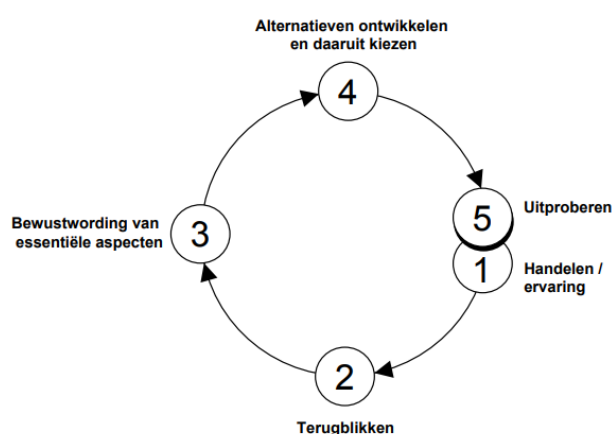 Alternatieven ontwikkelen
en daaruit kiezen
4
5
Uitproberen
Bewustwording van
essentiële aspecten
3
1
Handelen /
ervaring
2
Terugblikken